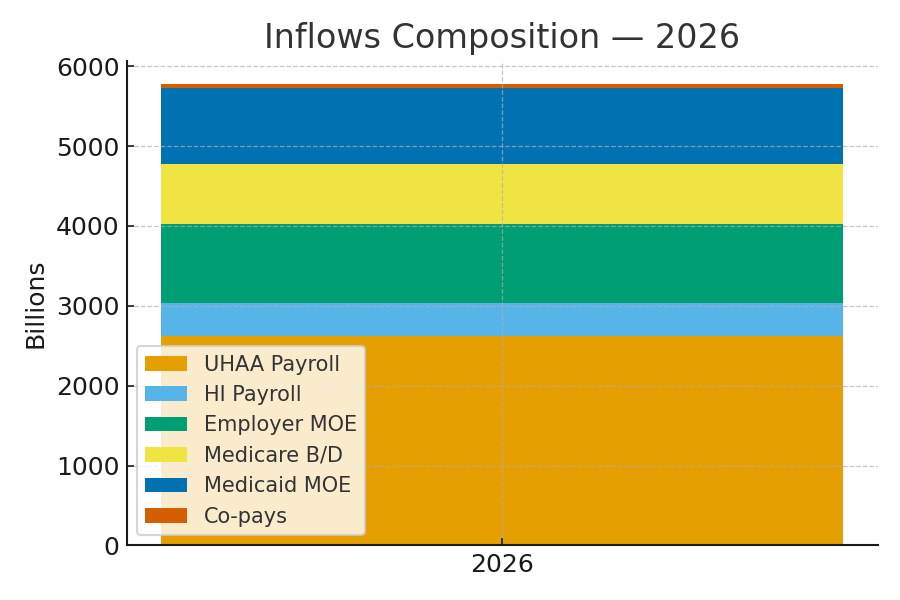 Inflows Composition — 2026
Billions
6000
5000
4000
3000
2000
1000
0
UHAA Payroll
HI Payroll
Employer MOE
Medicare B/D
Medicaid MOE
Co-pays
2026